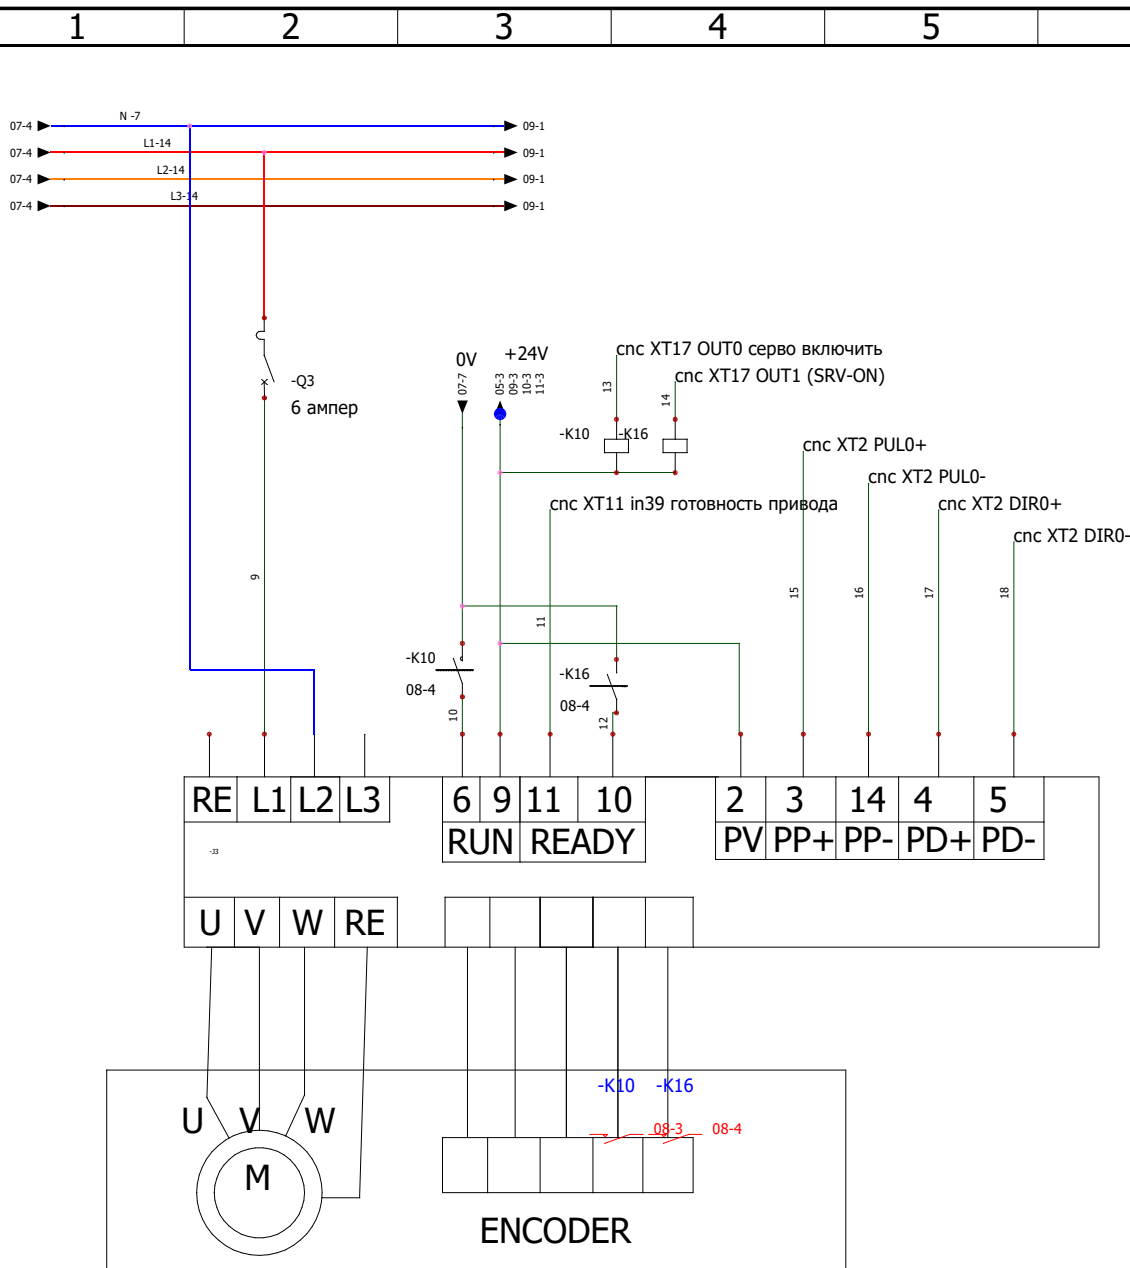 1 2 3 4 5
N -7
07-4 09-1
L1-14
07-4 09-1
L2-14
07-4 09-1
L3-14
07-4 09-1
-Q3
6 ампер
9
0V
07-7
+24V
05-3
09-3
10-3
11-3
cnc XT17 OUT0 серво включить
13
cnc XT17 OUT1 (SRV-ON)
14
-K10 -K16
cnc XT2 PUL0+
cnc XT2 PUL0-
cnc XT11 in39 готовность привода
cnc XT2 DIR0+
cnc XT2 DIR0-
11 15 16 17 18
-K10
08-4
10
-K16
08-4
12
RE L1 L2 L3 6 9 11 10 2 3 14 4 5
RUN READY PV PP+ PP- PD+ PD-
-J3
U V W RE
-K10 -K16
08-3 08-4
U V W
M
ENCODER